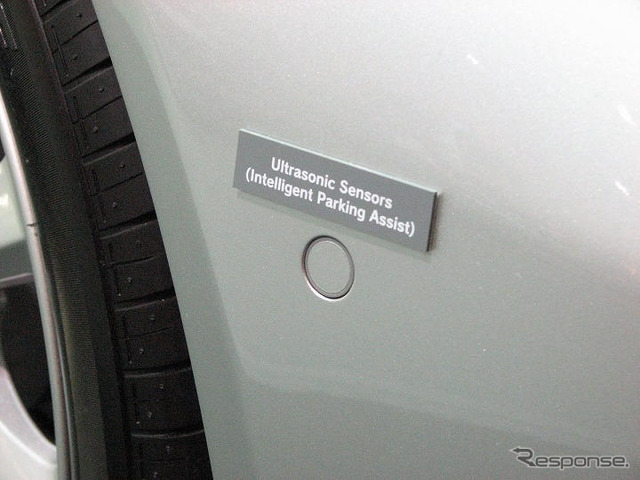 Ultrasonic Sensors
(Intelligent Parking Assist)
Response.